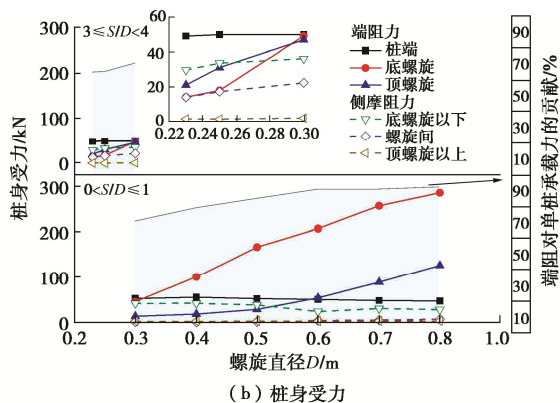 3≤S/D<4
300
200
100
0
60
40
20
0
0.22 0.24 0.26 0.28 0.30
端阻力
桩端
底螺旋
顶螺旋
侧摩阻力
底螺旋以下
螺旋间
顶螺旋以上
90
70
50
30
10
0<S/D≤1
300
200
100
0
90
70
50
30
10
0.2 0.3 0.4 0.5 0.6 0.7 0.8 1.0
桩身受力/kN
端阻对单桩承载力的贡献/%
螺旋直径D/m
(b)桩身受力